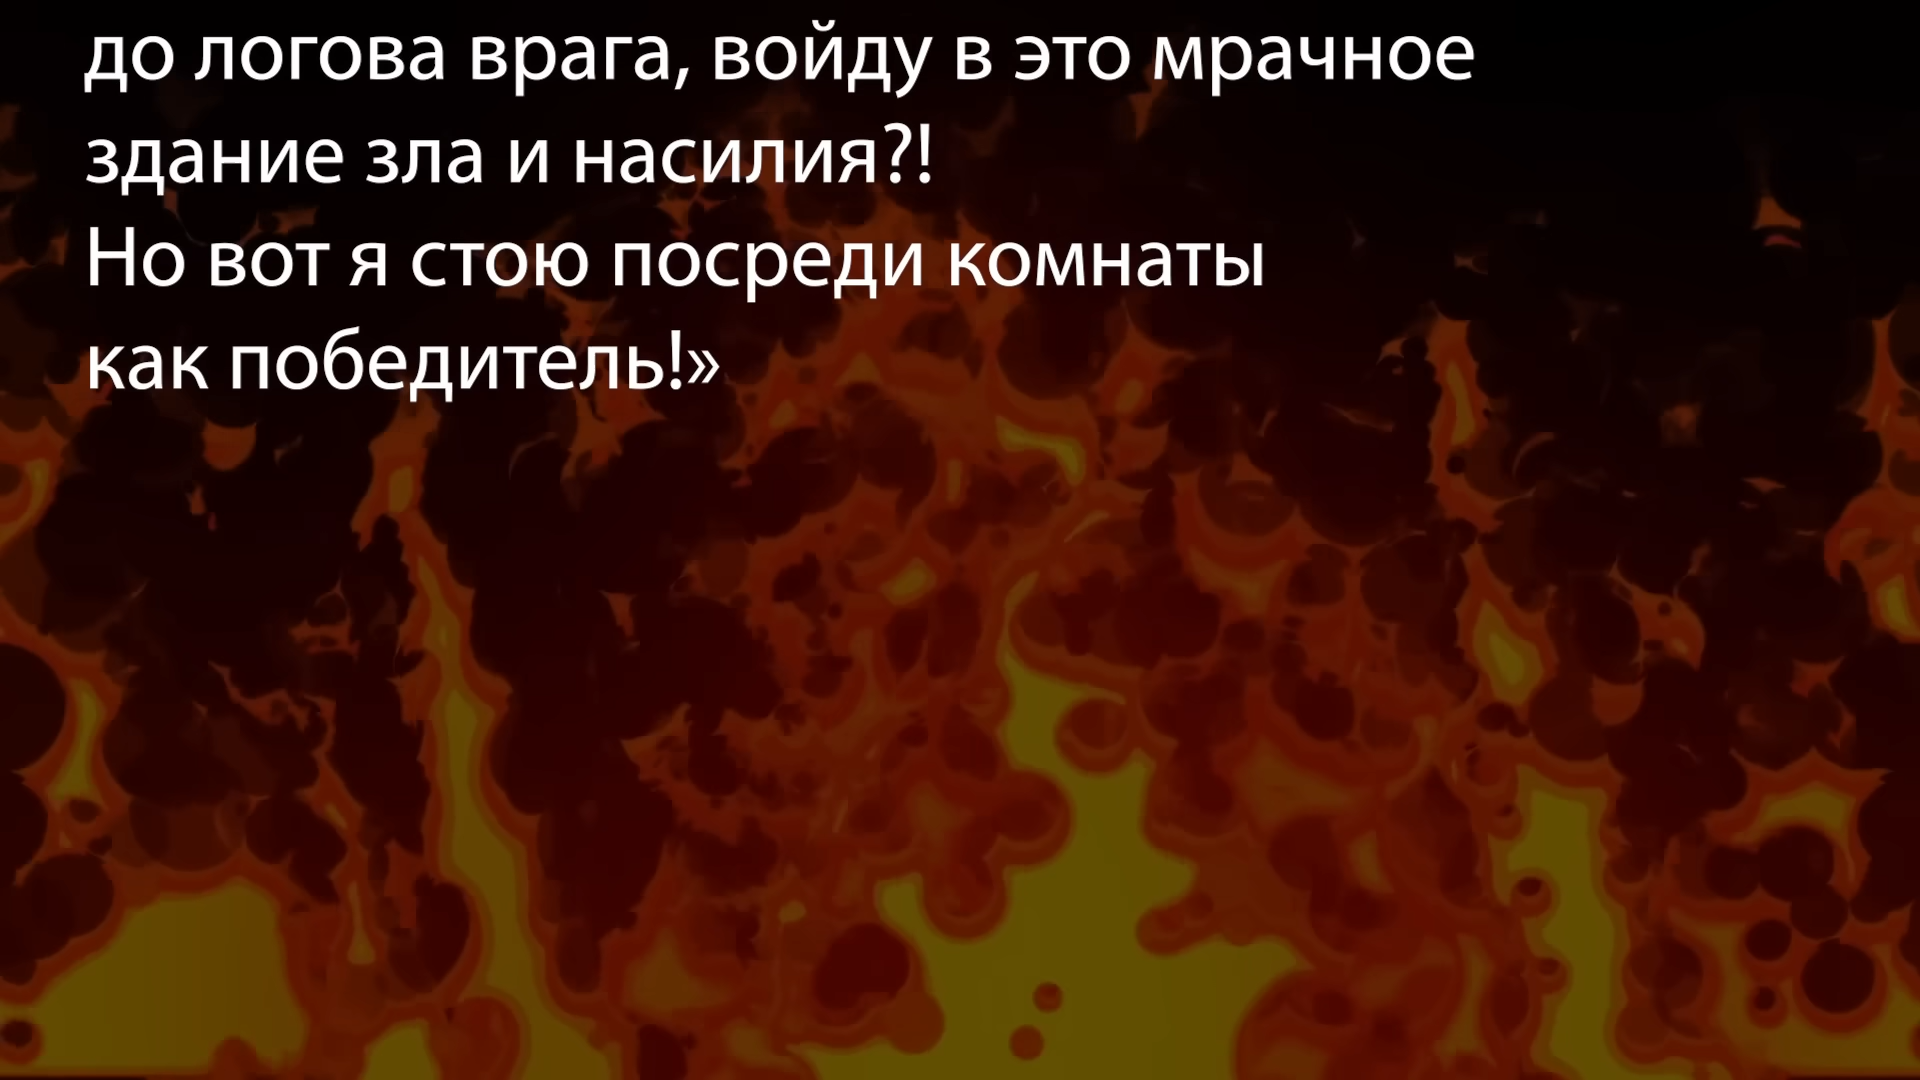 до логова врага, войду в это мрачное
здание зла и насилия?!
Но вот я стою посреди комнаты
как победитель!»